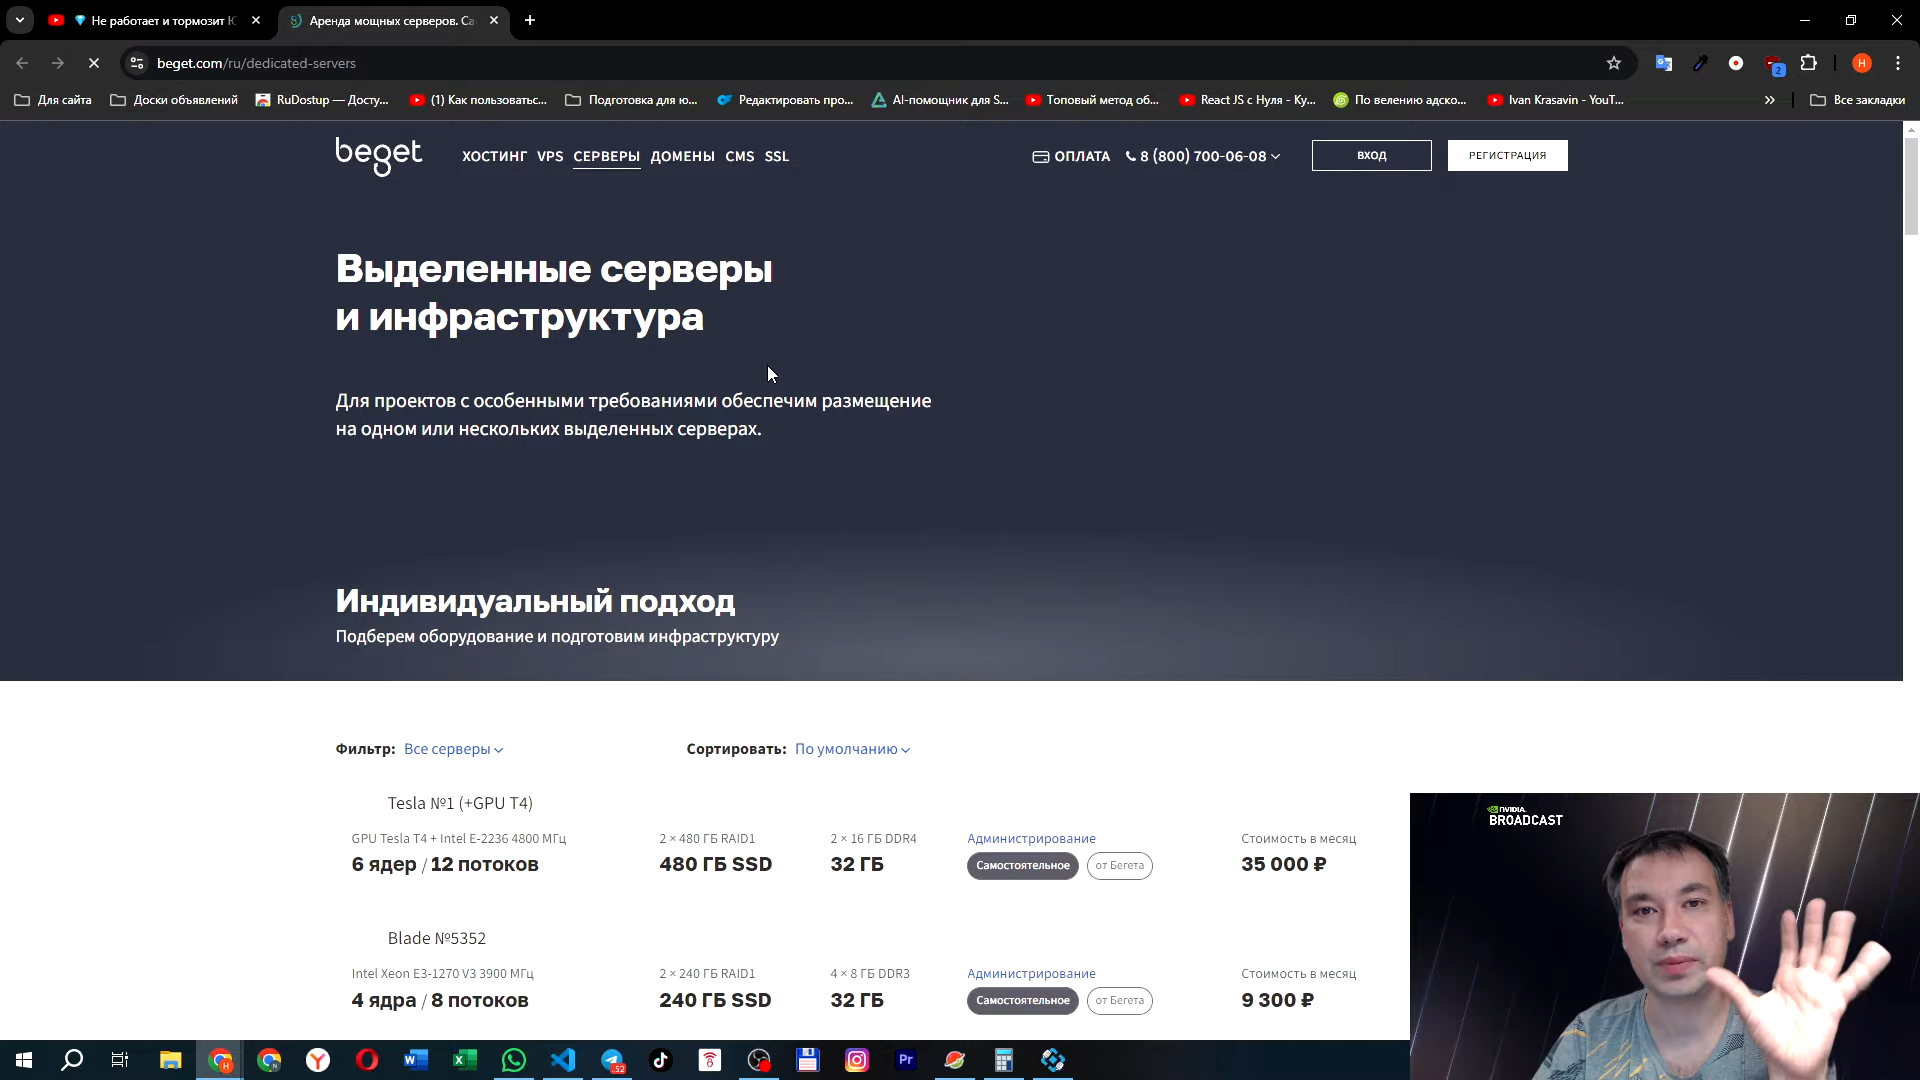 Не работает и тормозит Ю
Аренда мощных серверов. Са
beget.com/ru/dedicated-servers
2
H
Для сайта
Доски объявлений
RuDostup — Досту...
(1) Как пользоватьс...
Подготовка для ю...
Редактировать про...
AI-помощник для S...
Топовый метод об...
React JS с Нуля - Ку...
По велению адско...
Ivan Krasavin - YouT...
Все закладки
beget
ХОСТИНГ VPS СЕРВЕРЫ ДОМЕНЫ CMS SSL
ОПЛАТА
8 (800) 700-06-08
ВХОД
РЕГИСТРАЦИЯ
Выделенные серверы
и инфраструктура
Для проектов с особенными требованиями обеспечим размещение
на одном или нескольких выделенных серверах.
Индивидуальный подход
Подберем оборудование и подготовим инфраструктуру
Фильтр: Все серверы
Сортировать: По умолчанию
Tesla №1 (+GPU T4)
GPU Tesla T4 + Intel E-2236 4800 МГц
2 × 480 ГБ RAID1
2 × 16 ГБ DDR4
Администрирование
Стоимость в месяц
6 ядер / 12 потоков
480 ГБ SSD
32 ГБ
Самостоятельное
от Бегета
35 000 ₽
Blade №5352
Intel Xeon E3-1270 V3 3900 МГц
2 × 240 ГБ RAID1
4 × 8 ГБ DDR3
Администрирование
Стоимость в месяц
4 ядра / 8 потоков
240 ГБ SSD
32 ГБ
Самостоятельное
от Бегета
9 300 ₽
NVIDIA.
BROADCAST
52
Pr